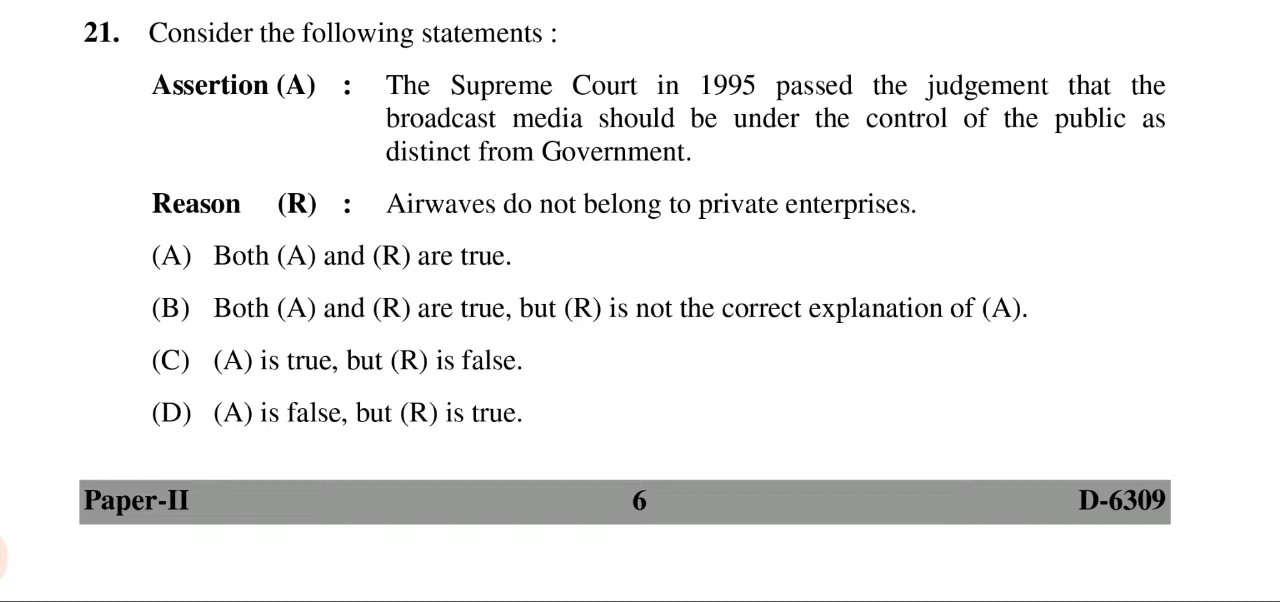 21. Consider the following statements :
Assertion (A) : The Supreme Court in 1995 passed the judgement that the
broadcast media should be under the control of the public as
distinct from Government.
Reason (R) : Airwaves do not belong to private enterprises.
(A) Both (A) and (R) are true.
(B) Both (A) and (R) are true, but (R) is not the correct explanation of (A).
(C) (A) is true, but (R) is false.
(D) (A) is false, but (R) is true.
Paper-II 6 D-6309